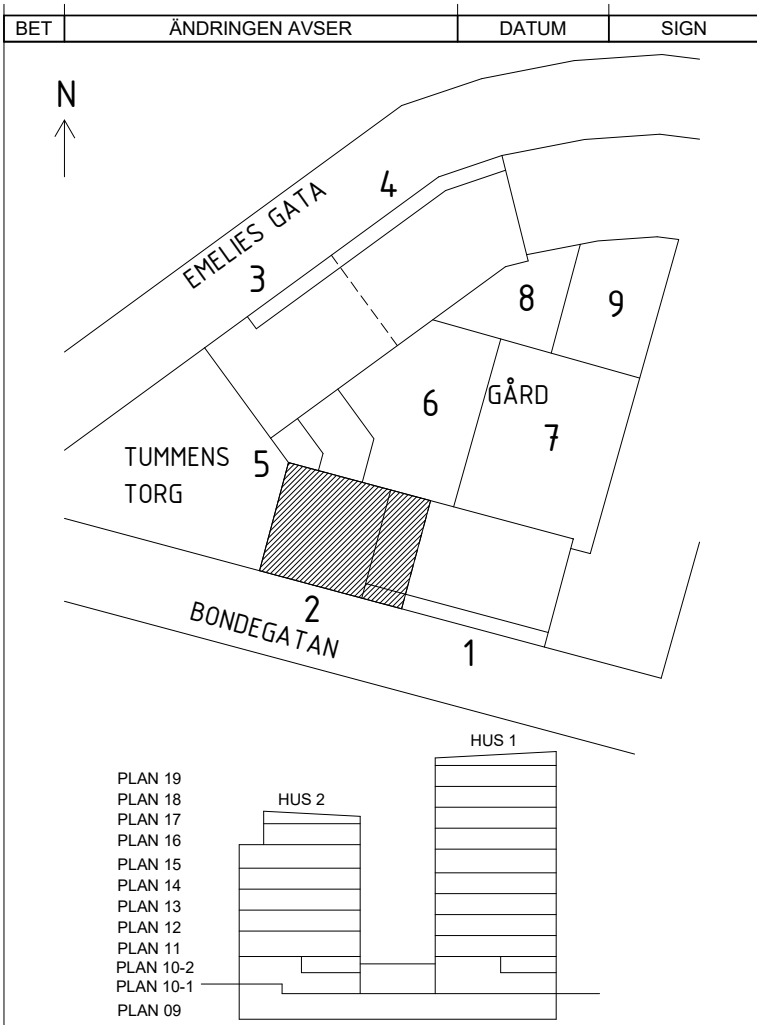 BET ÄNDRINGEN AVSER DATUM SIGN
N
4
EMELIES GATA
3
8
9
6
GÅRD
7
TUMMENS
TORG
5
2
BONDEGATAN
1
HUS 1
PLAN 19
PLAN 18
HUS 2
PLAN 17
PLAN 16
PLAN 15
PLAN 14
PLAN 13
PLAN 12
PLAN 11
PLAN 10-2
PLAN 10-1
PLAN 09